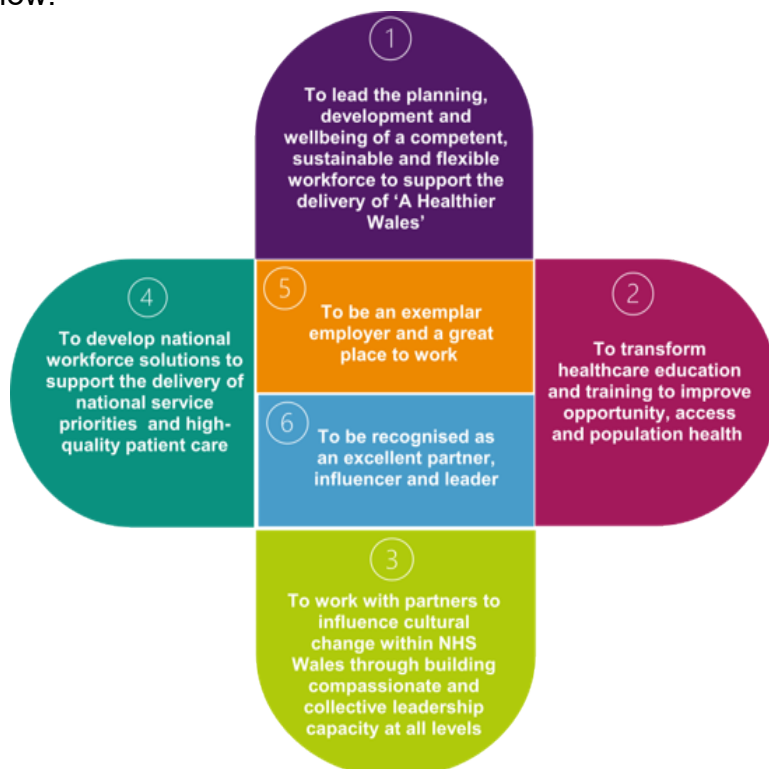 1
To lead the planning,
development and
wellbeing of a competent,
sustainable and flexible
workforce to support the
delivery of ‘A Healthier
Wales’
4
To develop national
workforce solutions to
support the delivery of
national service
priorities and high-
quality patient care
5
To be an exemplar
employer and a great
place to work
6
To be recognised as
an excellent partner,
influencer and leader
2
To transform
healthcare education
and training to improve
opportunity, access
and population health
3
To work with partners to
influence cultural
change within NHS
Wales through building
compassionate and
collective leadership
capacity at all levels